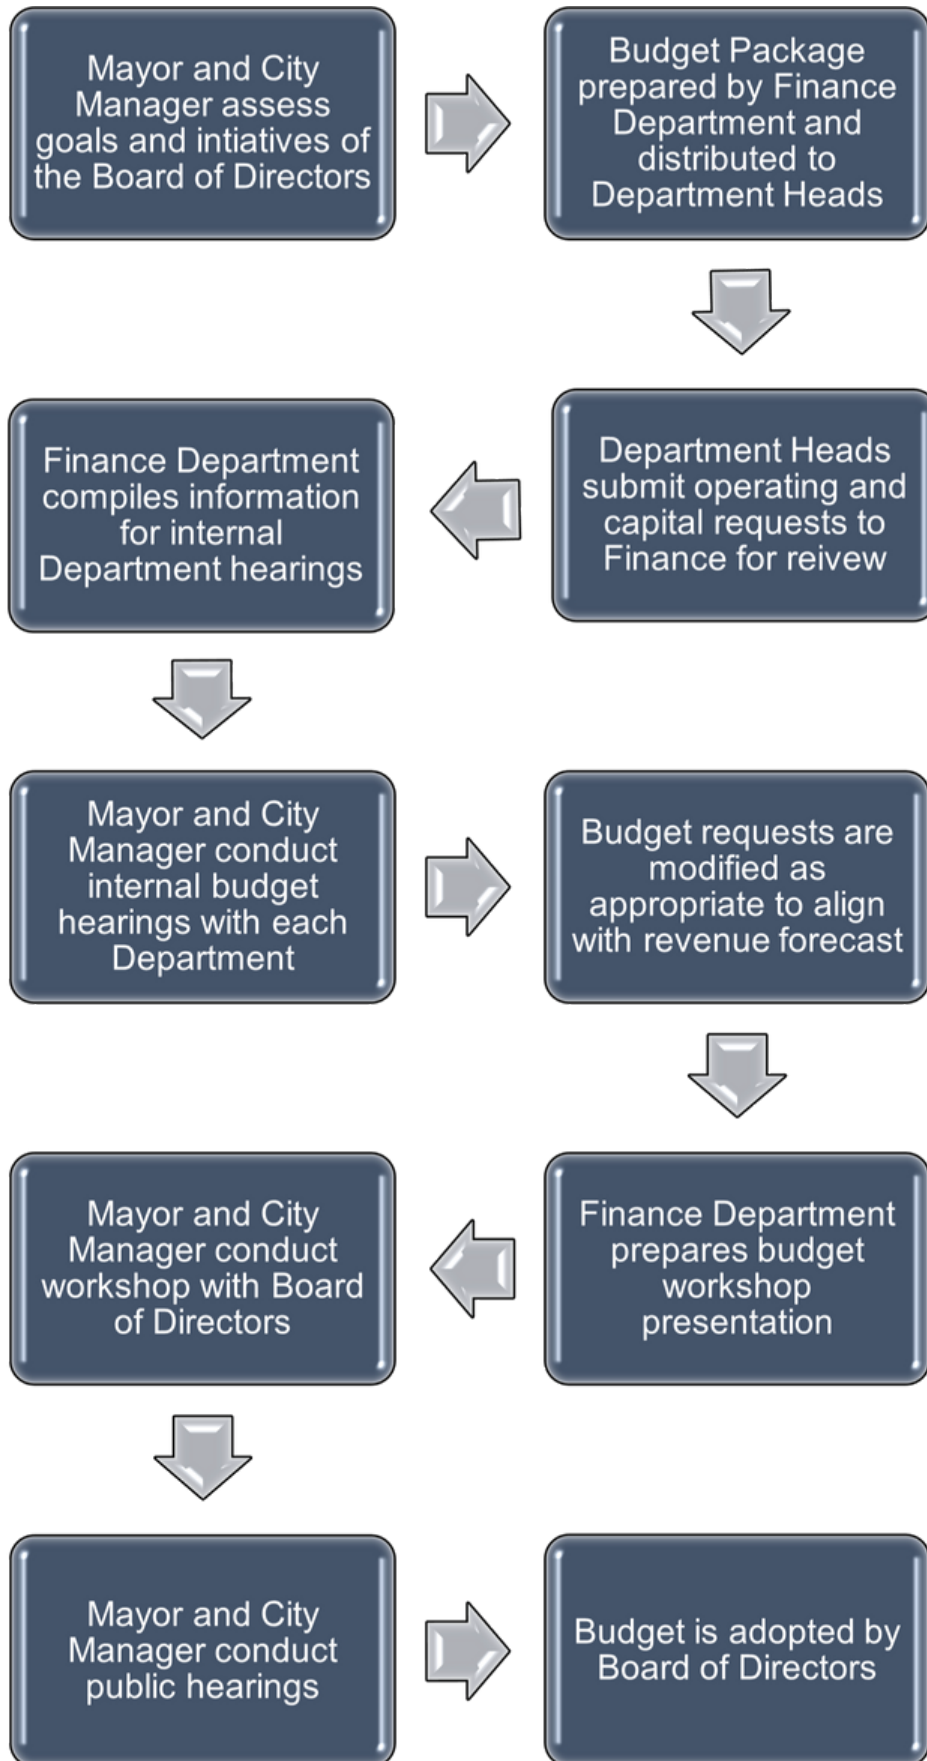 Mayor and City
Manager assess
goals and intiatives of
the Board of Directors
Budget Package
prepared by Finance
Department and
distributed to
Department Heads
Department Heads
submit operating and
capital requests to
Finance for reivew
Finance Department
compiles information
for internal
Department hearings
Mayor and City
Manager conduct
internal budget
hearings with each
Department
Budget requests are
modified as
appropriate to align
with revenue forecast
Finance Department
prepares budget
workshop
presentation
Mayor and City
Manager conduct
workshop with Board
of Directors
Mayor and City
Manager conduct
public hearings
Budget is adopted by
Board of Directors